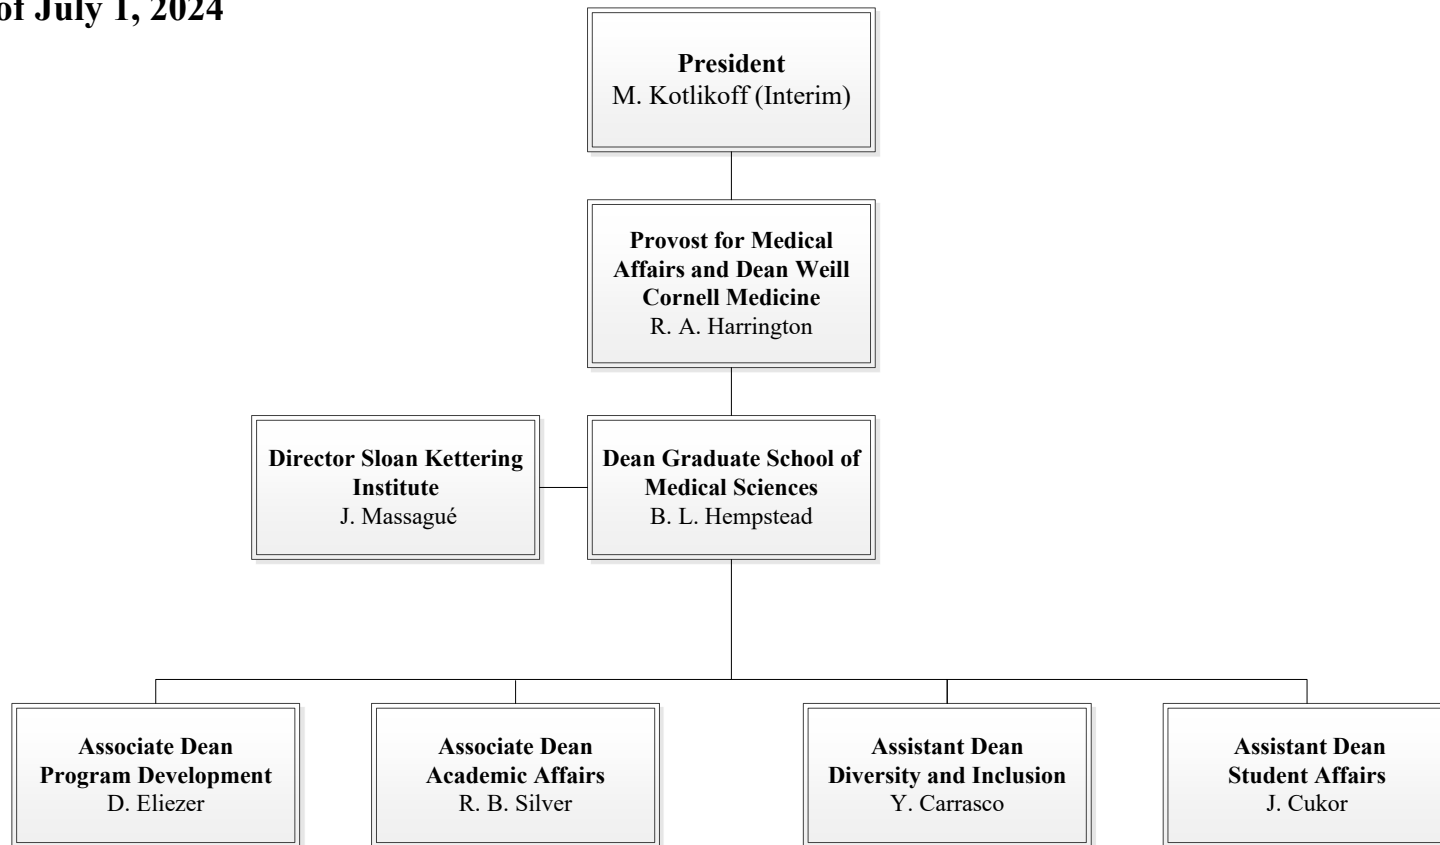 of July 1, 2024
President
M. Kotlikoff (Interim)
Provost for Medical
Affairs and Dean Weill
Cornell Medicine
R. A. Harrington
Director Sloan Kettering
Institute
J. Massagué
Dean Graduate School of
Medical Sciences
B. L. Hempstead
Associate Dean
Program Development
D. Eliezer
Associate Dean
Academic Affairs
R. B. Silver
Assistant Dean
Diversity and Inclusion
Y. Carrasco
Assistant Dean
Student Affairs
J. Cukor